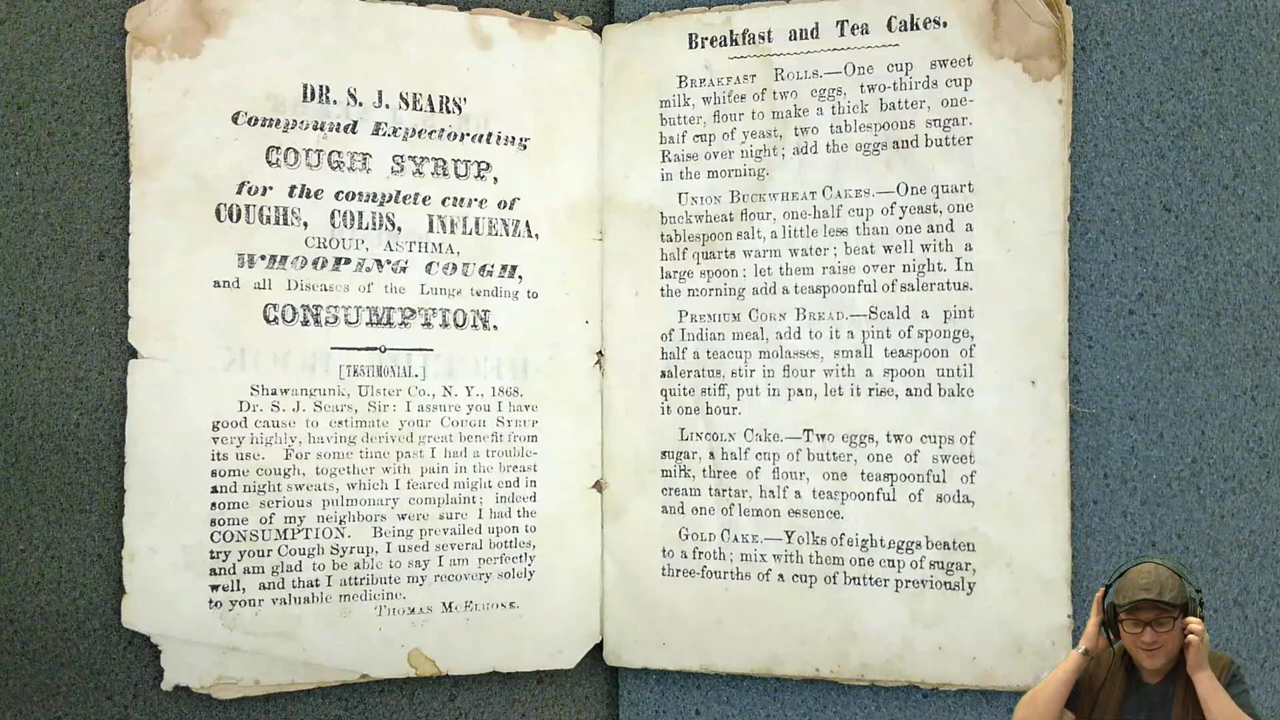 DR. S. J. SEARS'
Compound Expectorating
COUGH SYRUP,
for the complete cure of
COUGHS, COLDS, INFLUENZA,
CROUP, ASTHMA,
WHOOPING COUGH,
and all Diseases of the Lungs tending to
CONSUMPTION.
[TESTIMONIAL.]
Shawangunk, Ulster Co., N. Y., 1868.
Dr. S. J. Sears, Sir: I assure you I have
good cause to estimate your COUGH SYRUP
very highly, having derived great benefit from
its use. For some time past I had a trouble-
some cough, together with pain in the breast
and night sweats, which I feared might end in
some serious pulmonary complaint; indeed
some of my neighbors were sure I had the
CONSUMPTION. Being prevailed upon to
try your Cough Syrup, I used several bottles,
and am glad to be able to say I am perfectly
well, and that I attribute my recovery solely
to your valuable medicine.
THOMAS
Breakfast and Tea Cakes.
BREAKFAST ROLLS.—One cup sweet
milk, whites of two eggs, two-thirds cup
butter, flour to make a thick batter, one-
half cup of yeast, two tablespoons sugar.
Raise over night; add the eggs and butter
in the morning.
UNION BUCKWHEAT CAKES.—One quart
buckwheat flour, one-half cup of yeast, one
tablespoon salt, a little less than one and a
half quarts warm water; beat well with a
large spoon; let them raise over night. In
the morning add a teaspoonful of saleratus.
PREMIUM CORN BREAD.—Scald a pint
of Indian meal, add to it a pint of sponge,
half a teacup molasses, small teaspoon of
saleratus, stir in flour with a spoon until
quite stiff, put in pan, let it rise, and bake
it one hour.
LINCOLN CAKE.—Two eggs, two cups of
sugar, a half cup of butter, one of sweet
milk, three of flour, one teaspoonful of
cream tartar, half a teaspoonful of soda,
and one of lemon essence.
GOLD CAKE.—Yolks of eight eggs beaten
to a froth; mix with them one cup of sugar,
three-fourths of a cup of butter previously